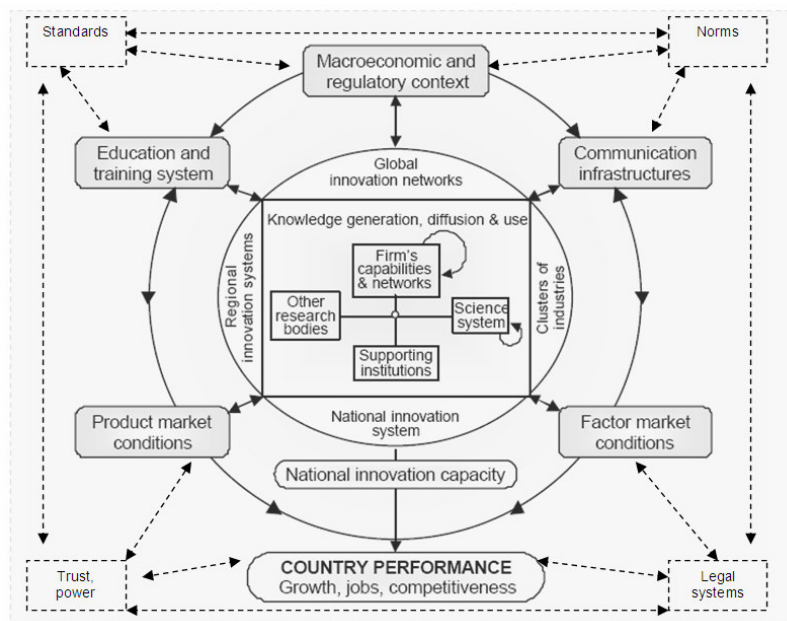 Standards
Norms
Macroeconomic and
regulatory context
Education and
training system
Communication
infrastructures
Global
innovation networks
Knowledge generation, diffusion & use
Regional
innovation systems
Firm's
capabilities
& networks
Clusters of
industries
Other
research
bodies
Science
system
Supporting
institutions
Product market
conditions
National innovation
system
Factor market
conditions
National innovation capacity
Trust,
power
COUNTRY PERFORMANCE
Growth, jobs, competitiveness
Legal
systems